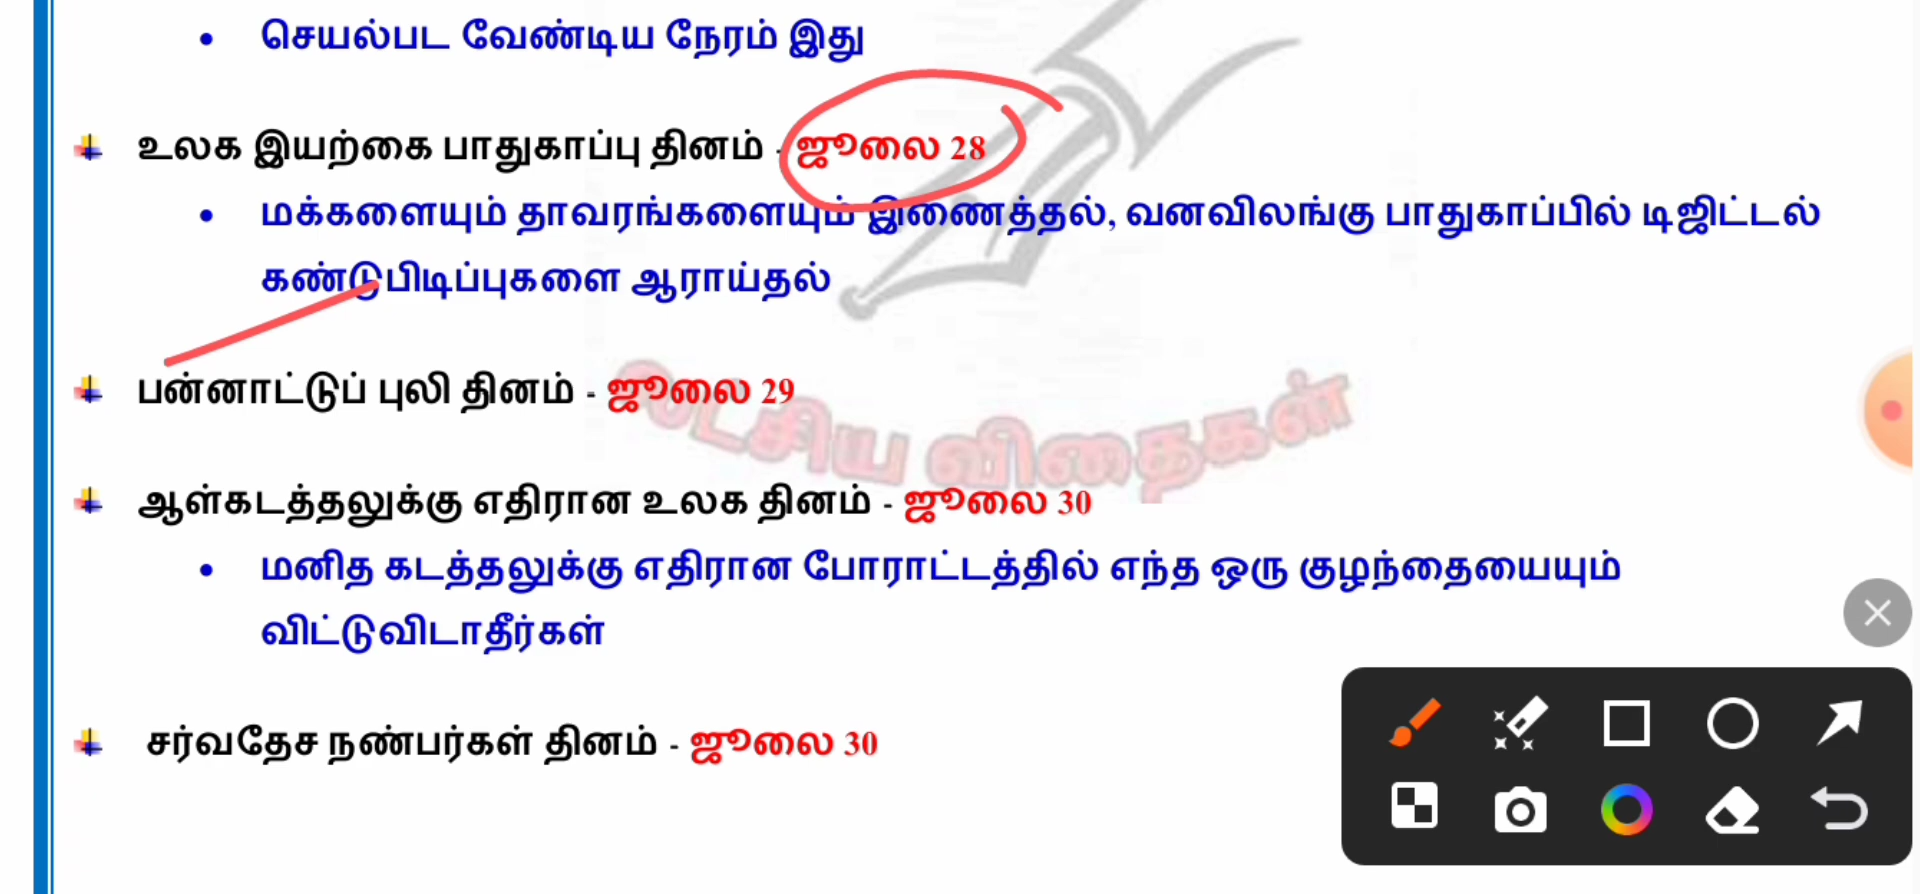 செயல்பட வேண்டிய நேரம் இது
உலக இயற்கை பாதுகாப்பு தினம் - ஜூலை 28
மக்களையும் தாவரங்களையும் இணைத்தல், வனவிலங்கு பாதுகாப்பில் டிஜிட்டல்
கண்டுபிடிப்புகளை ஆராய்தல்
பன்னாட்டுப் புலி தினம் - ஜூலை 29
லட்சிய விதைகள்
ஆள்கடத்தலுக்கு எதிரான உலக தினம் - ஜூலை 30
மனித கடத்தலுக்கு எதிரான போராட்டத்தில் எந்த ஒரு குழந்தையையும்
விட்டுவிடாதீர்கள்
சர்வதேச நண்பர்கள் தினம் - ஜூலை 30